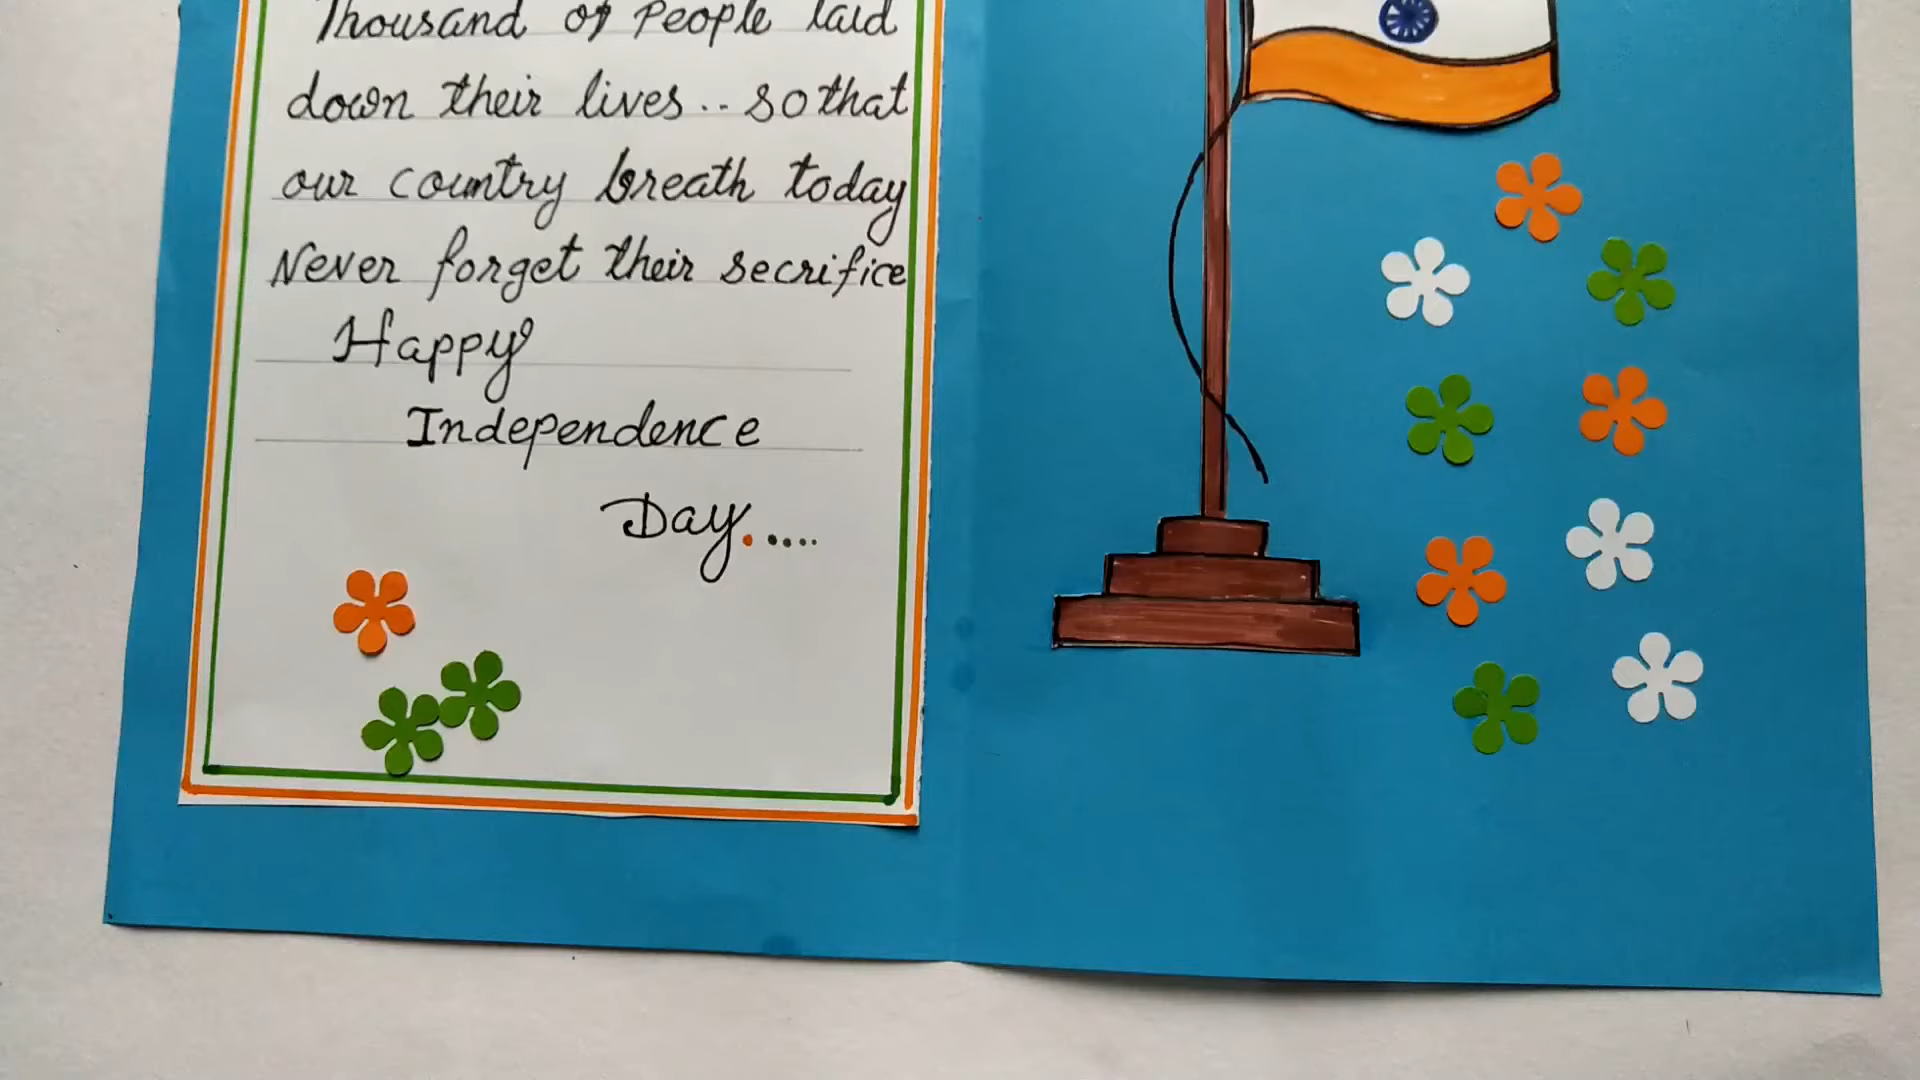 Thousand of People laid
down their lives.. so that
our country breath today
Never forget their secrifice
Happy
Independence
Day.....